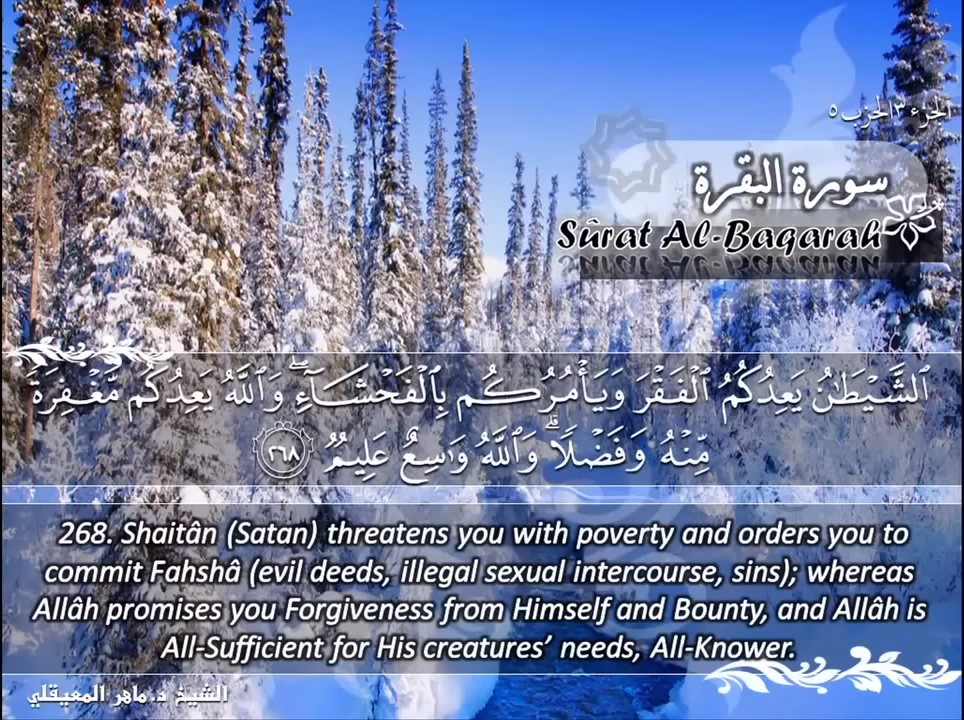 الجزء ٣ الحزب ٥
سورة البقرة
Sûrat Al-Baqarah
ٱلشَّيْطَـٰنُ يَعِدُكُمُ ٱلْفَقْرَ وَيَأْمُرُكُم بِٱلْفَحْشَآءِ ۖ وَٱللَّهُ يَعِدُكُم مَّغْفِرَةً
مِّنْهُ وَفَضْلًا ۗ وَٱللَّهُ وَٰسِعٌ عَلِيمٌ ٢٦٨
268. Shaitân (Satan) threatens you with poverty and orders you to
commit Fahshâ (evil deeds, illegal sexual intercourse, sins); whereas
Allâh promises you Forgiveness from Himself and Bounty, and Allâh is
All-Sufficient for His creatures’ needs, All-Knower.
الشيخ د. ماهر المعيقلي